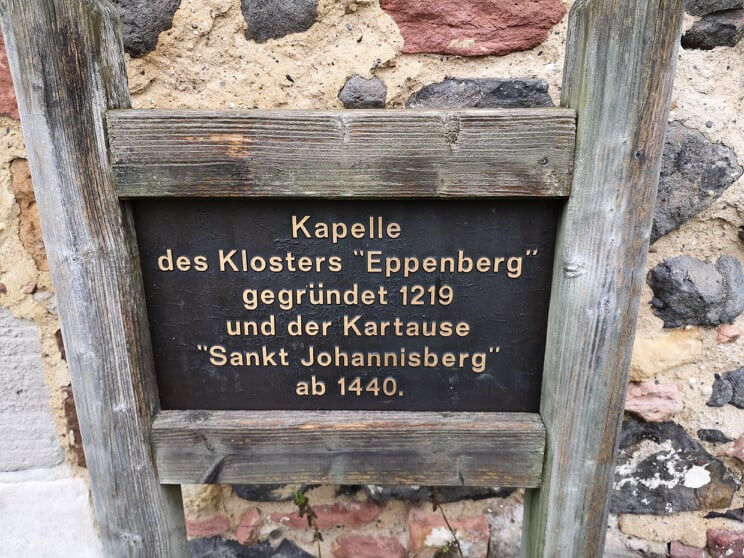 Kapelle
des Klosters "Eppenberg"
gegründet 1219
und der Kartause
"Sankt Johannisberg"
ab 1440.